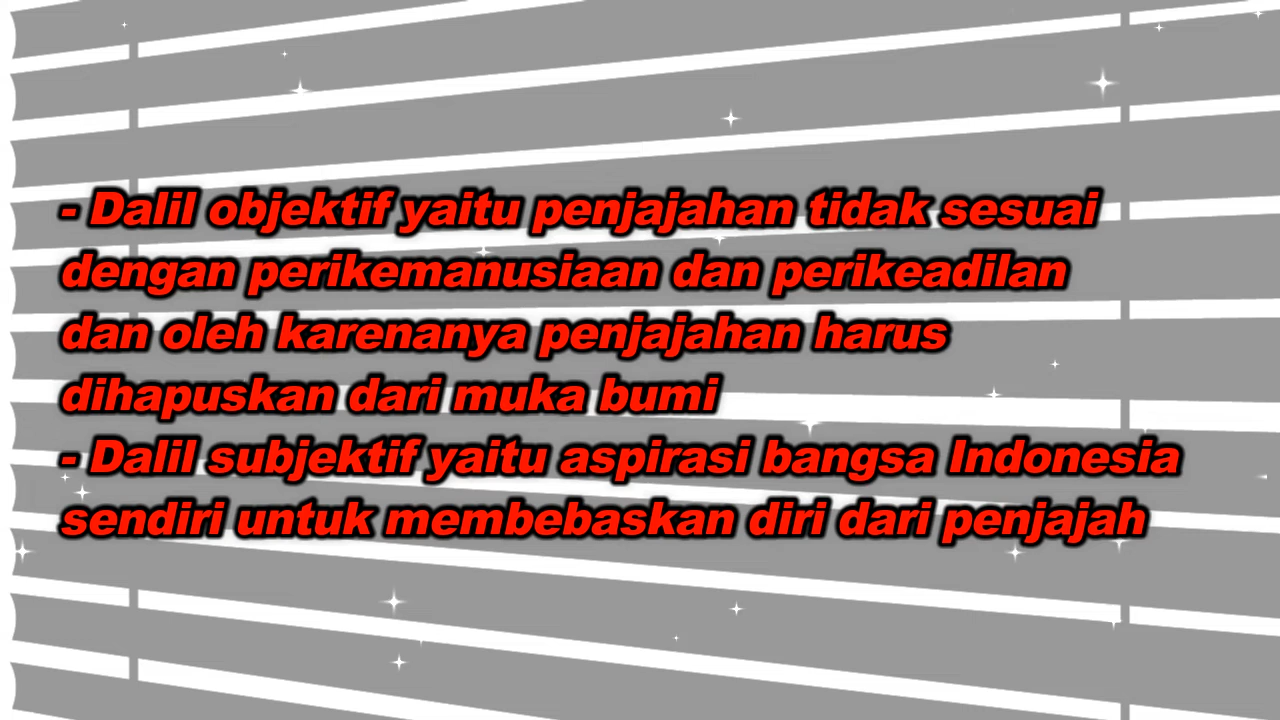 - Dalil objektif yaitu penjajahan tidak sesuai
dengan perikemanusiaan dan perikeadilan
dan oleh karenanya penjajahan harus
dihapuskan dari muka bumi
- Dalil subjektif yaitu aspirasi bangsa Indonesia
sendiri untuk membebaskan diri dari penjajah